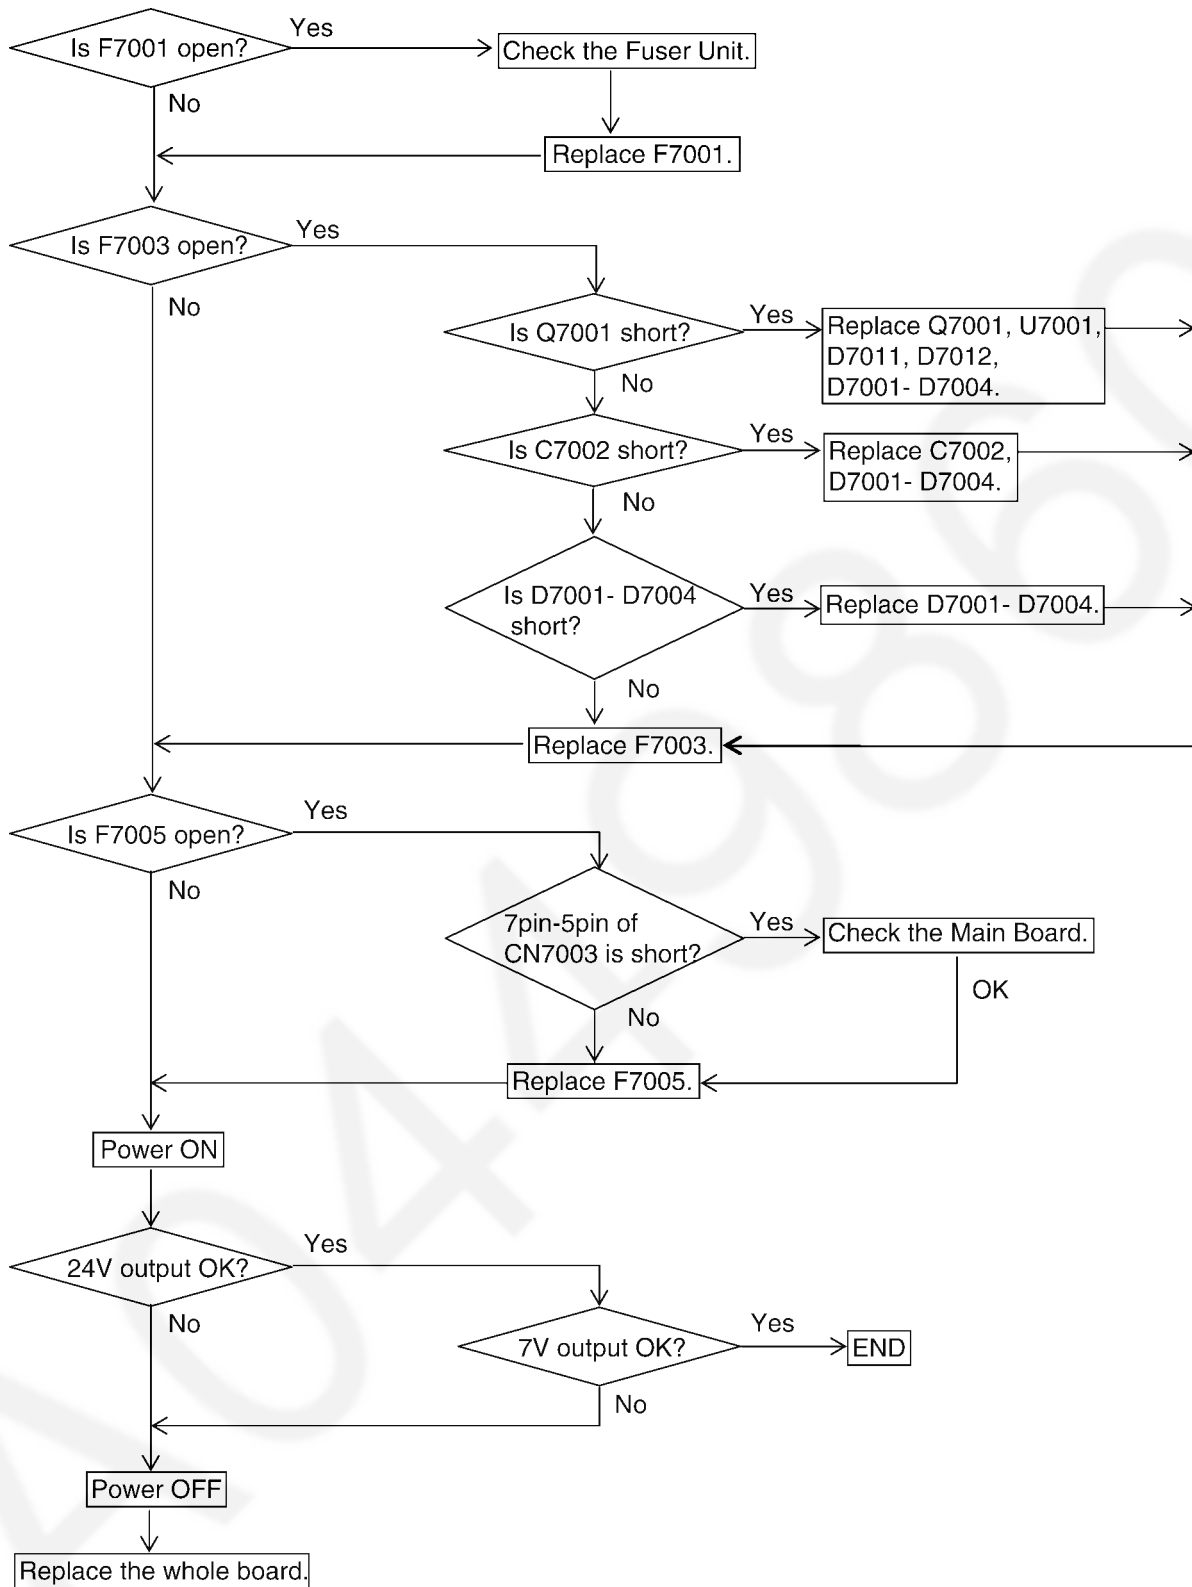 Is F7001 open?
Yes
Check the Fuser Unit.
No
Replace F7001.
Is F7003 open?
Yes
No
Is Q7001 short?
Yes
Replace Q7001, U7001,
D7011, D7012,
D7001- D7004.
No
Is C7002 short?
Yes
Replace C7002,
D7001- D7004.
No
Is D7001- D7004
short?
Yes
Replace D7001- D7004.
No
Replace F7003.
Is F7005 open?
Yes
No
7pin-5pin of
CN7003 is short?
Yes
Check the Main Board.
OK
No
Replace F7005.
Power ON
24V output OK?
Yes
No
7V output OK?
Yes
END
No
Power OFF
Replace the whole board.